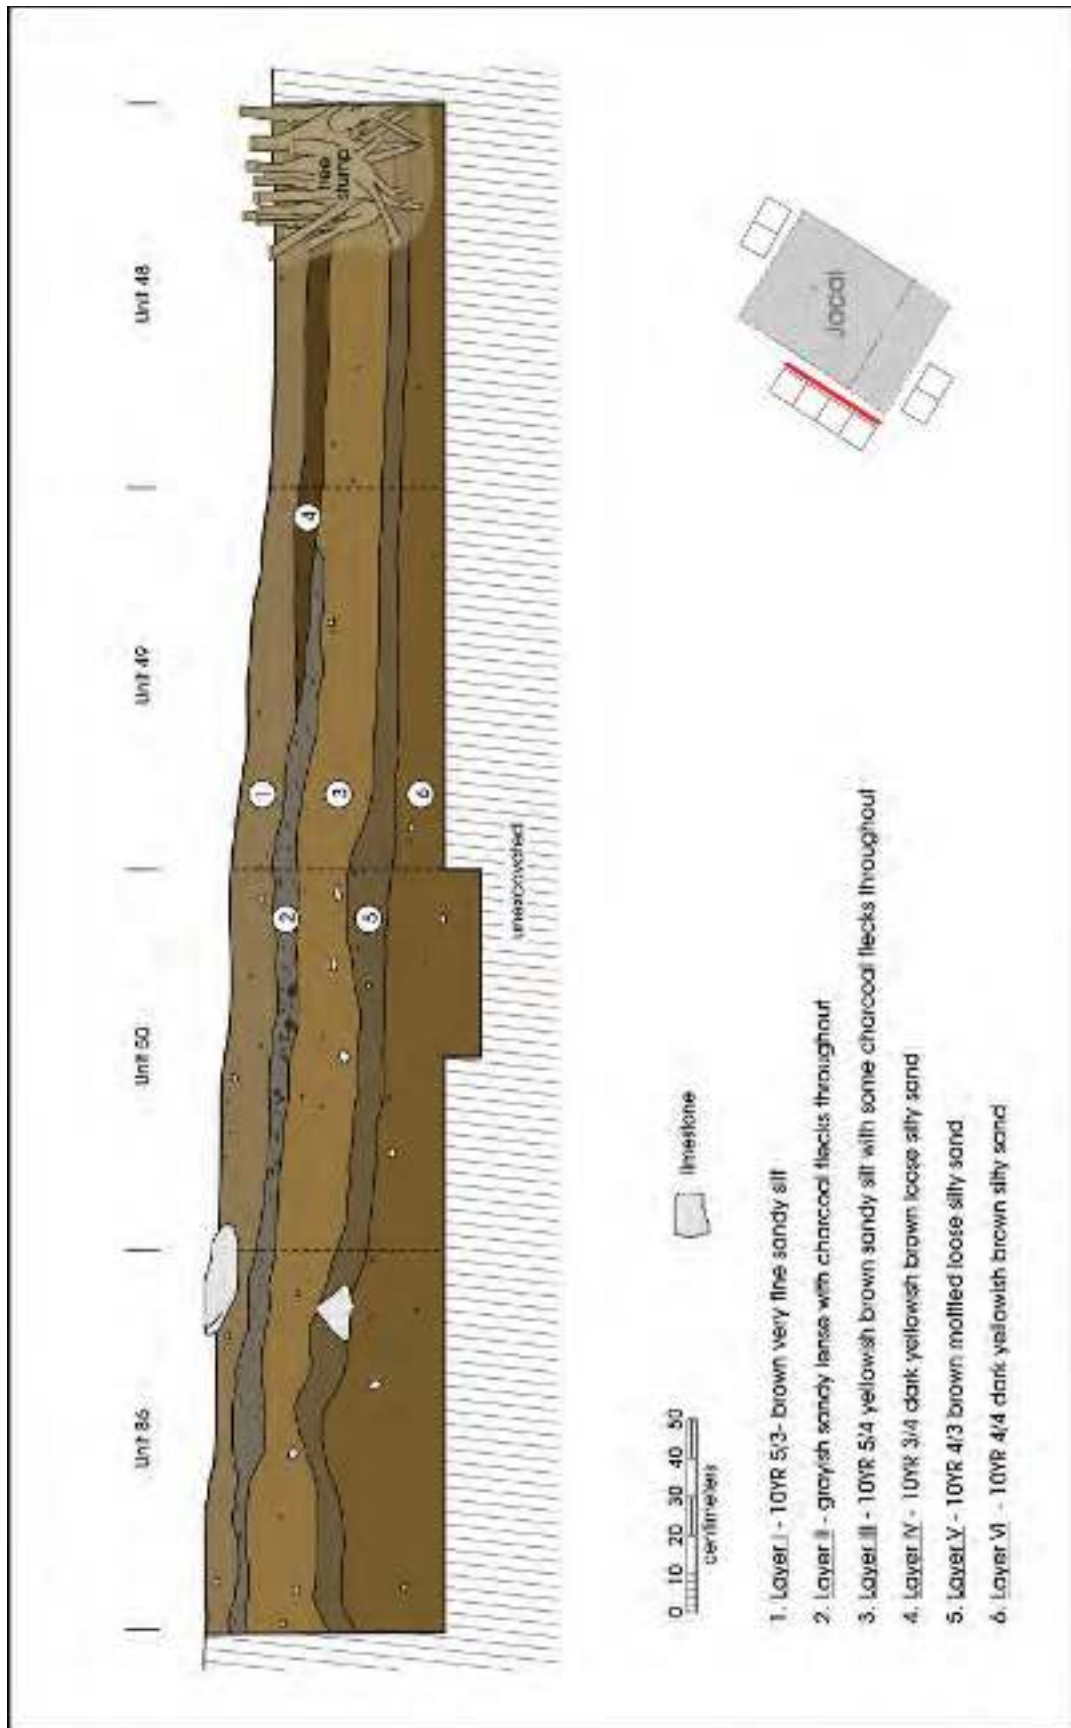 Unit 86
Unit 50
Unit 49
Unit 48
tree
stump
1
2
3
4
5
6
unexcavated
Jacal
0 10 20 30 40 50
centimeters
limestone
1. Layer I - 10YR 5/3- brown very fine sandy silt
2. Layer II - grayish sandy lense with charcoal flecks throughout
3. Layer III - 10YR 5/4 yellowish brown sandy silt with some charcoal flecks throughout
4. Layer IV - 10YR 3/4 dark yellowish brown loose silty sand
5. Layer V - 10YR 4/3 brown mottled loose silty sand
6. Layer VI - 10YR 4/4 dark yellowish brown silty sand